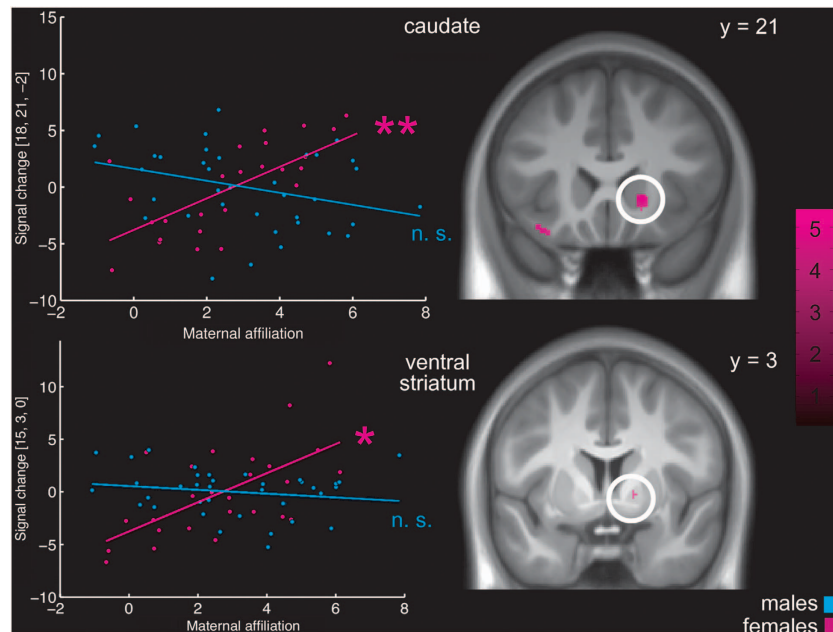 caudate
y = 21
15
10
5
0
-5
-10
-2
0
2
4
6
8
Signal change [18, 21, -2]
Maternal affiliation
**
n. s.
5
4
3
2
1
ventral
striatum
y = 3
15
10
5
0
-5
-10
-2
0
2
4
6
8
Signal change [15, 3, 0]
Maternal affiliation
*
n. s.
males
females